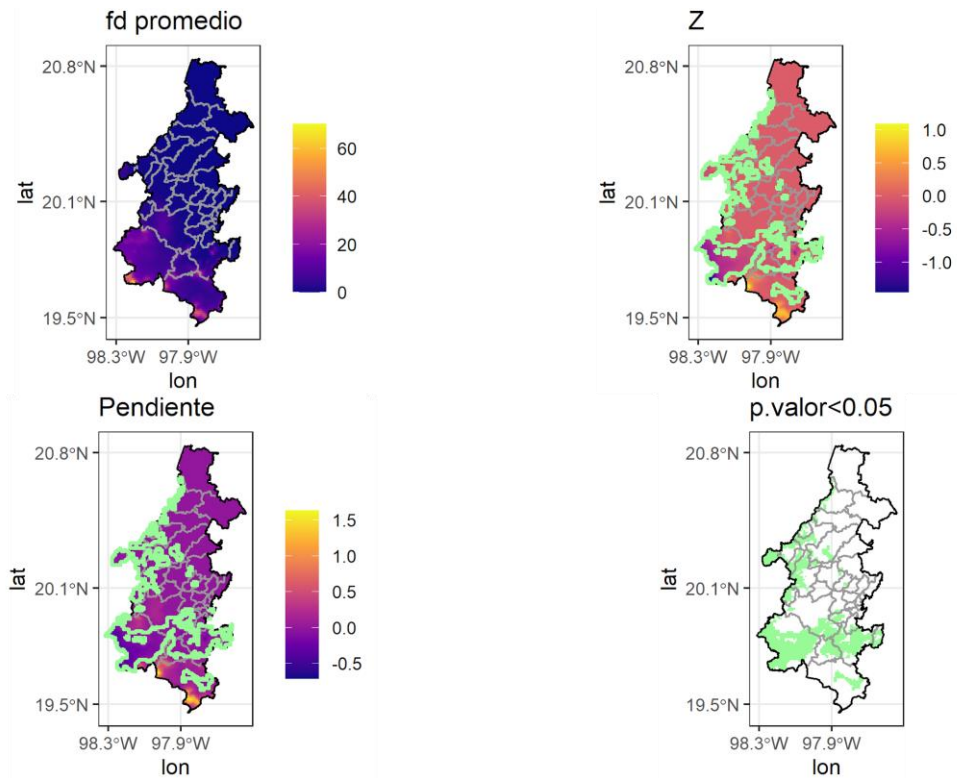 fd promedio
20.8°N
20.1°N
19.5°N
98.3°W 97.9°W
lon
lat
60
40
20
0
Z
20.8°N
20.1°N
19.5°N
98.3°W 97.9°W
lon
lat
1.0
0.5
0.0
-0.5
-1.0
Pendiente
20.8°N
20.1°N
19.5°N
98.3°W 97.9°W
lon
lat
1.5
1.0
0.5
0.0
-0.5
p.valor<0.05
20.8°N
20.1°N
19.5°N
98.3°W 97.9°W
lon
lat